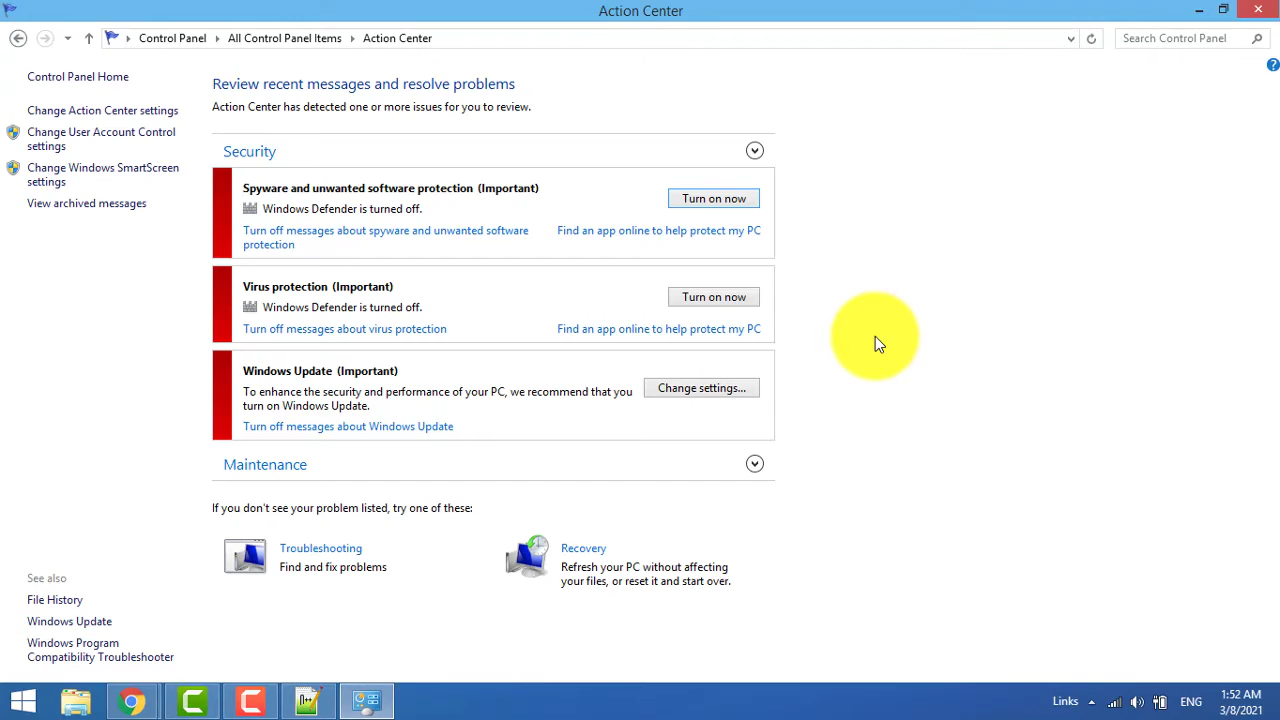 Action Center
Control Panel
All Control Panel Items
Action Center
Search Control Panel
Control Panel Home
Change Action Center settings
Change User Account Control
settings
Change Windows SmartScreen
settings
View archived messages
Review recent messages and resolve problems
Action Center has detected one or more issues for you to review.
Security
Spyware and unwanted software protection (Important)
Turn on now
Windows Defender is turned off.
Turn off messages about spyware and unwanted software
protection
Find an app online to help protect my PC
Virus protection (Important)
Turn on now
Windows Defender is turned off.
Turn off messages about virus protection
Find an app online to help protect my PC
Windows Update (Important)
To enhance the security and performance of your PC, we recommend that you
turn on Windows Update.
Change settings...
Turn off messages about Windows Update
Maintenance
If you don't see your problem listed, try one of these:
Troubleshooting
Find and fix problems
Recovery
Refresh your PC without affecting
your files, or reset it and start over.
See also
File History
Windows Update
Windows Program
Compatibility Troubleshooter
Links
ENG
1:52 AM
3/8/2021